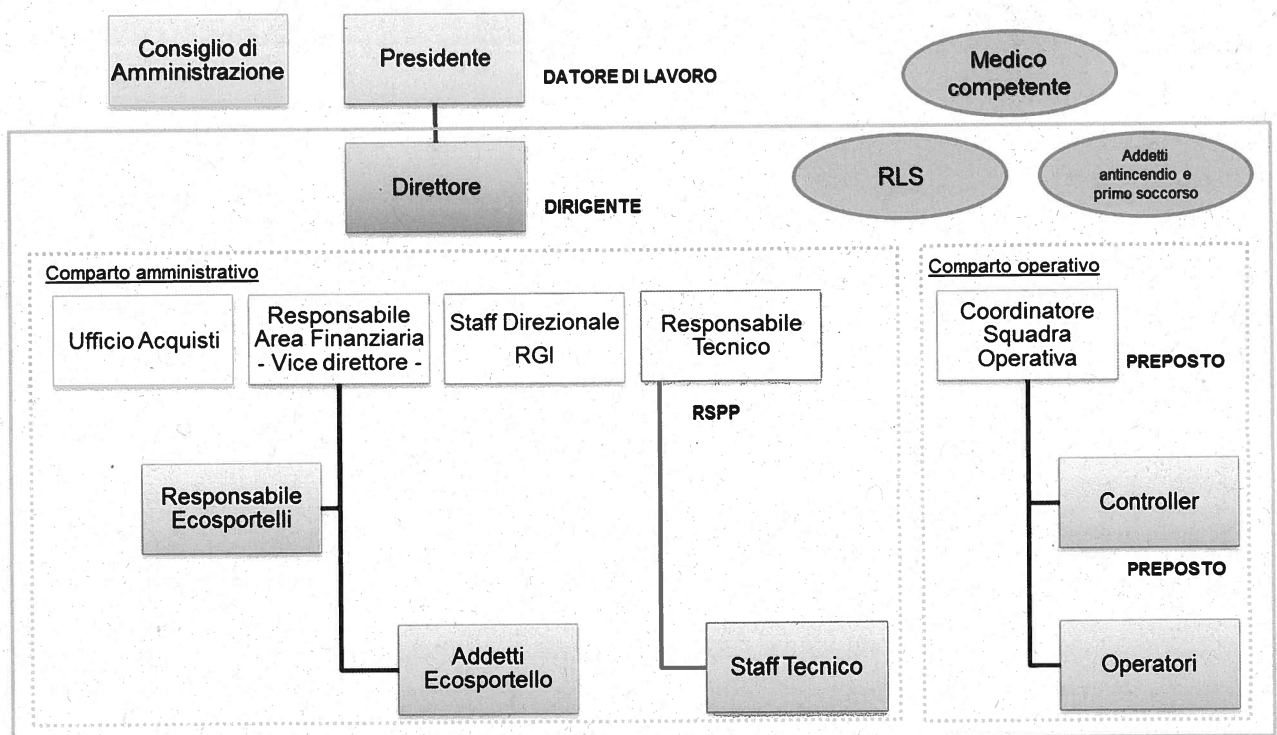 Consiglio di
Amministrazione
Presidente
DATORE DI LAVORO
Medico
competente
Direttore
DIRIGENTE
RLS
Addetti
antincendio e
primo soccorso
Comparto amministrativo
Ufficio Acquisti
Responsabile
Area Finanziaria
- Vice direttore -
Staff Direzionale
RGI
Responsabile
Tecnico
RSPP
Responsabile
Ecosportelli
Addetti
Ecosportello
Staff Tecnico
Comparto operativo
Coordinatore
Squadra
Operativa
PREPOSTO
Controller
PREPOSTO
Operatori